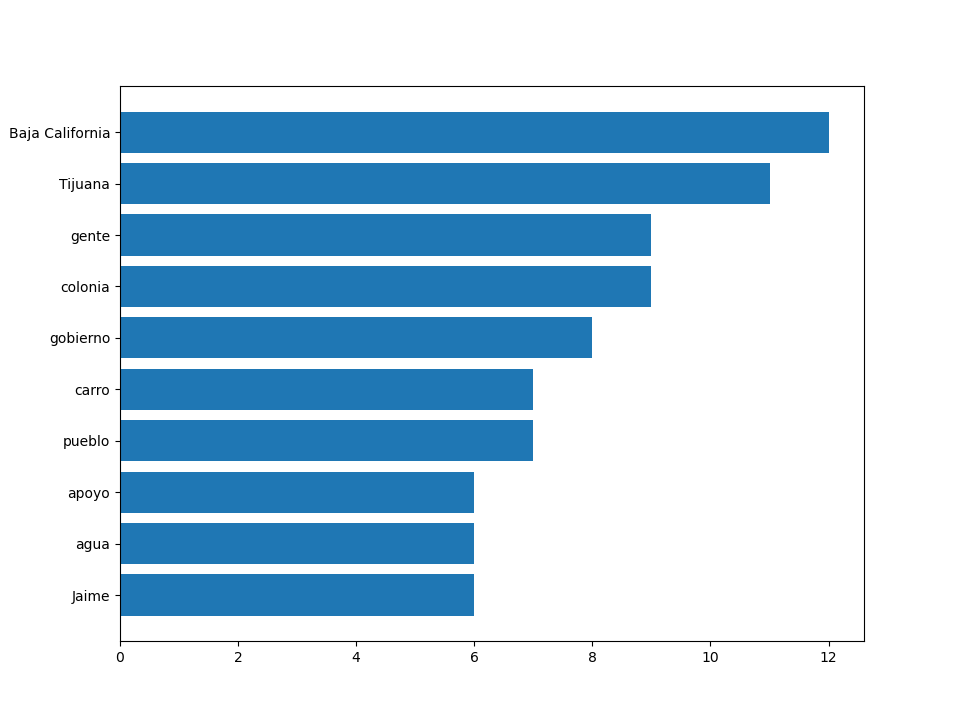 Baja California
Tijuana
gente
colonia
gobierno
carro
pueblo
apoyo
agua
Jaime
0 2 4 6 8 10 12